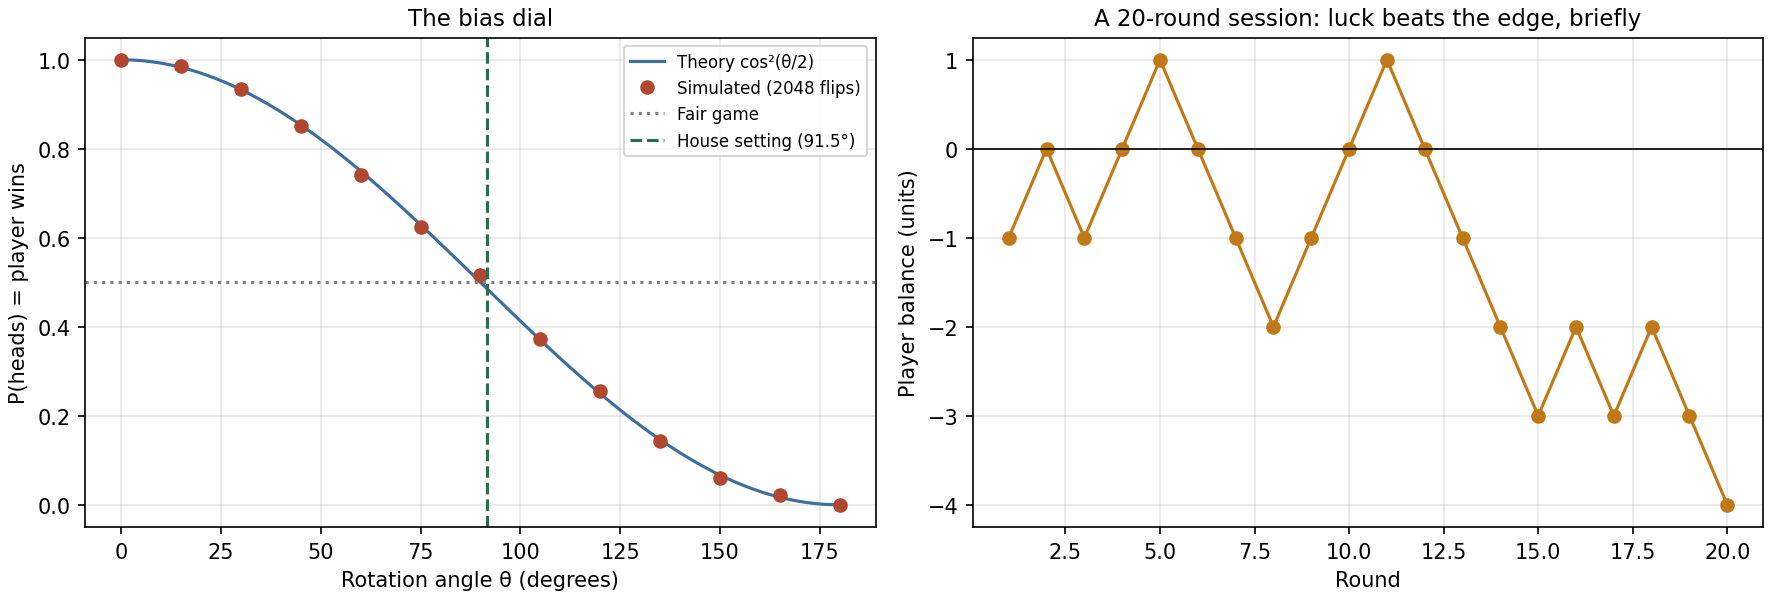 The bias dial
P(heads) = player wins
1.0
0.8
0.6
0.4
0.2
0.0
Theory cos²(θ/2)
Simulated (2048 flips)
Fair game
House setting (91.5°)
0 25 50 75 100 125 150 175
Rotation angle θ (degrees)
A 20-round session: luck beats the edge, briefly
Player balance (units)
1
0
−1
−2
−3
−4
2.5 5.0 7.5 10.0 12.5 15.0 17.5 20.0
Round